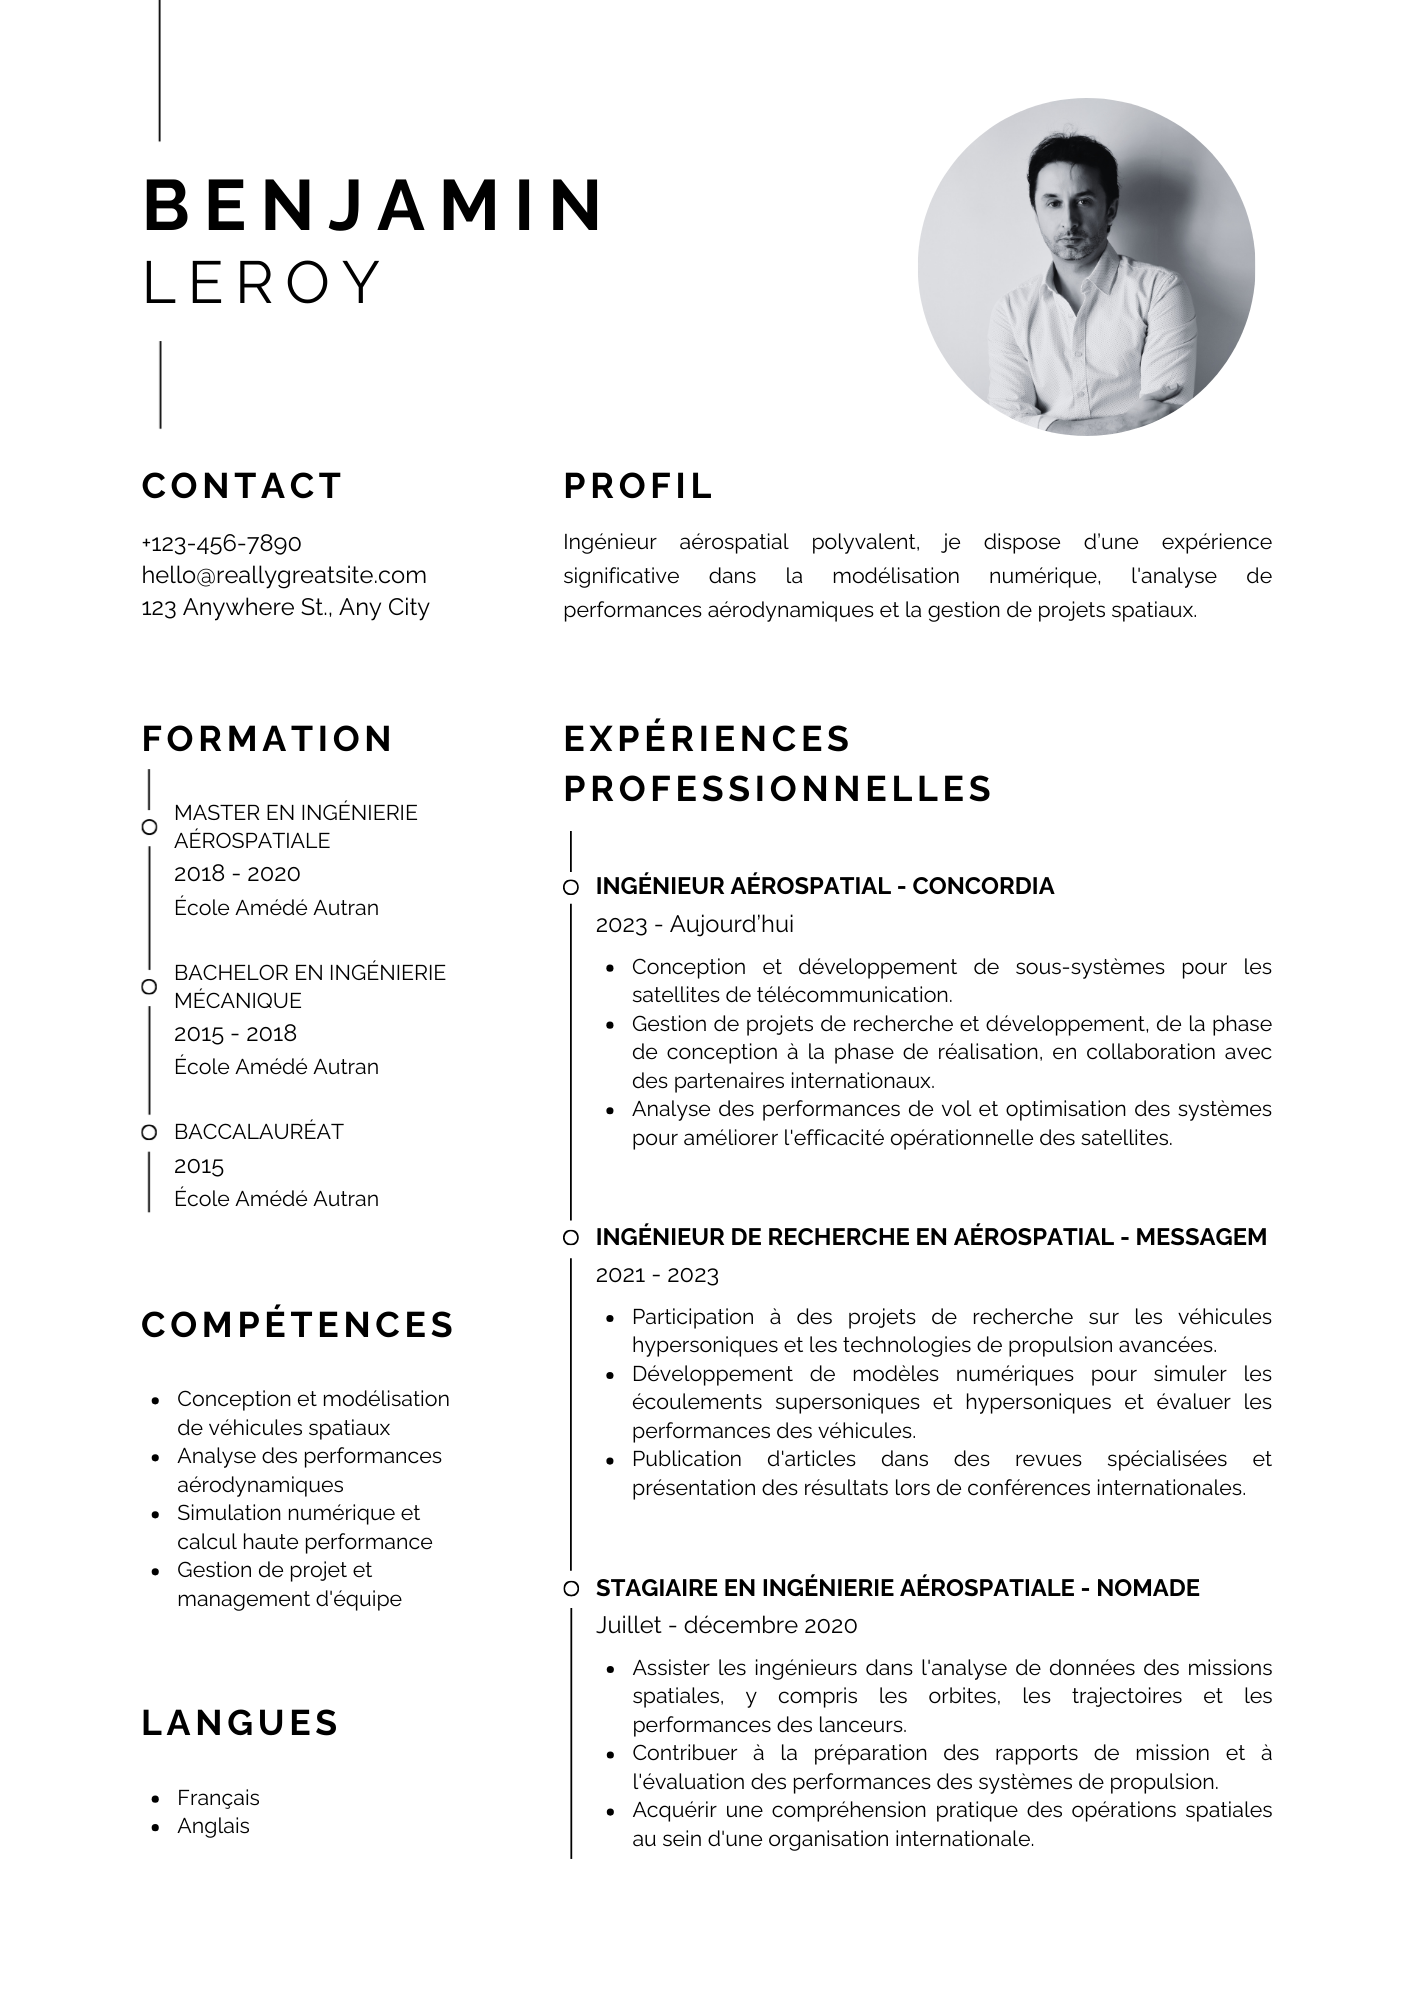 BENJAMIN
LEROY
CONTACT
+123-456-7890
hello@reallygreatsite.com
123 Anywhere St., Any City
PROFIL
Ingénieur aérospatial polyvalent, je dispose d'une expérience
significative dans la modélisation numérique, l'analyse de
performances aérodynamiques et la gestion de projets spatiaux.
FORMATION
MASTER EN INGÉNIERIE
AÉROSPATIALE
2018 - 2020
École Amédé Autran
BACHELOR EN INGÉNIERIE
MÉCANIQUE
2015 - 2018
École Amédé Autran
BACCALAURÉAT
2015
École Amédé Autran
COMPÉTENCES
• Conception et modélisation
de véhicules spatiaux
• Analyse des performances
aérodynamiques
• Simulation numérique et
calcul haute performance
• Gestion de projet et
management d'équipe
LANGUES
• Français
• Anglais
EXPÉRIENCES
PROFESSIONNELLES
INGÉNIEUR AÉROSPATIAL - CONCORDIA
2023 - Aujourd'hui
• Conception et développement de sous-systèmes pour les
satellites de télécommunication.
• Gestion de projets de recherche et développement, de la phase
de conception à la phase de réalisation, en collaboration avec
des partenaires internationaux.
• Analyse des performances de vol et optimisation des systèmes
pour améliorer l'efficacité opérationnelle des satellites.
INGÉNIEUR DE RECHERCHE EN AÉROSPATIAL - MESSAGEM
2021 - 2023
• Participation à des projets de recherche sur les véhicules
hypersoniques et les technologies de propulsion avancées.
• Développement de modèles numériques pour simuler les
écoulements supersoniques et hypersoniques et évaluer les
performances des véhicules.
• Publication d'articles dans des revues spécialisées et
présentation des résultats lors de conférences internationales.
STAGIAIRE EN INGÉNIERIE AÉROSPATIALE - NOMADE
Juillet - décembre 2020
• Assister les ingénieurs dans l'analyse de données des missions
spatiales, y compris les orbites, les trajectoires et les
performances des lanceurs.
• Contribuer à la préparation des rapports de mission et à
l'évaluation des performances des systèmes de propulsion.
• Acquérir une compréhension pratique des opérations spatiales
au sein d'une organisation internationale.